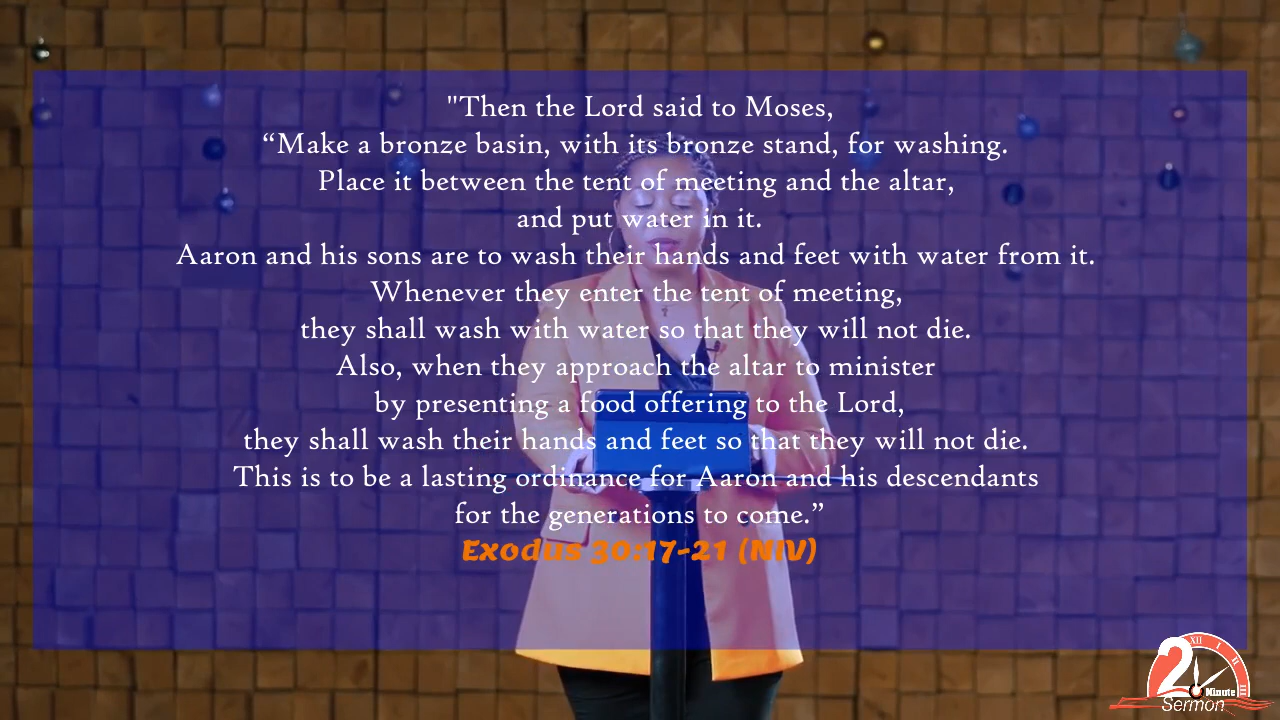 "Then the Lord said to Moses,
“Make a bronze basin, with its bronze stand, for washing.
Place it between the tent of meeting and the altar,
and put water in it.
Aaron and his sons are to wash their hands and feet with water from it.
Whenever they enter the tent of meeting,
they shall wash with water so that they will not die.
Also, when they approach the altar to minister
by presenting a food offering to the Lord,
they shall wash their hands and feet so that they will not die.
This is to be a lasting ordinance for Aaron and his descendants
for the generations to come.”
Exodus 30:17-21 (NIV)
XII I II III
2 Minute
Sermon